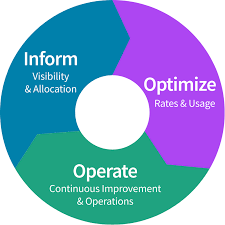 Inform
Visibility
& Allocation
Optimize
Rates & Usage
Operate
Continuous Improvement
& Operations